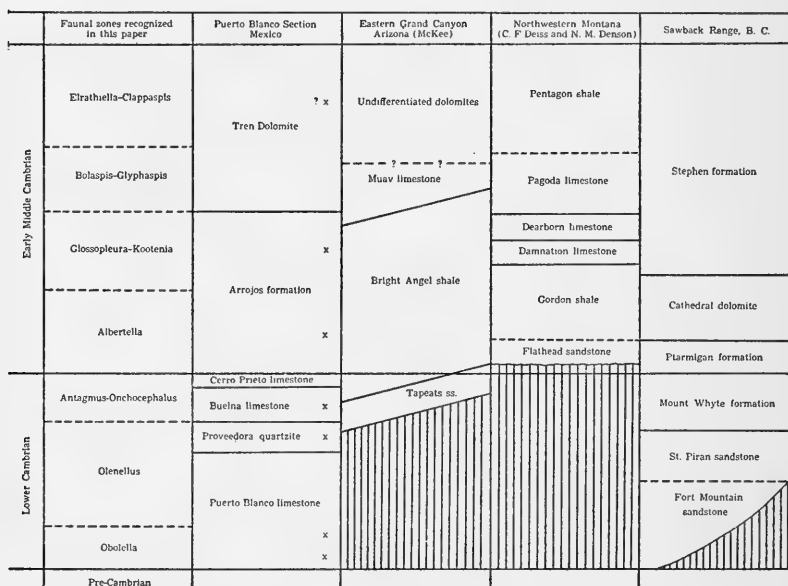 Faunal zones recognized
in this paper
Puerto Blanco Section
Mexico
Eastern Grand Canyon
Arizona (McKee)
Northwestern Montana
(C. F Deiss and N. M. Denson)
Sawback Range, B. C.
Early Middle Cambrian
Elrathiella-Clappaspis
Bolaspis-Glyphaspis
Glossopleura-Kootenia
Albertella
? x
Tren Dolomite
x
Arrojos formation
x
Undifferentiated dolomites
? ?
Muav limestone
Bright Angel shale
Pentagon shale
Pagoda limestone
Dearborn limestone
Damnation limestone
Gordon shale
Flathead sandstone
Stephen formation
Cathedral dolomite
Ptarmigan formation
Lower Cambrian
Antagmus-Onchocephalus
Olenellus
Obolella
Cerro Prieto limestone
Buelna limestone x
Proveedora quartzite x
Puerto Blanco limestone
x
x
Tapeats ss.
Mount Whyte formation
St. Piran sandstone
Fort Mountain
sandstone
Pre-Cambrian